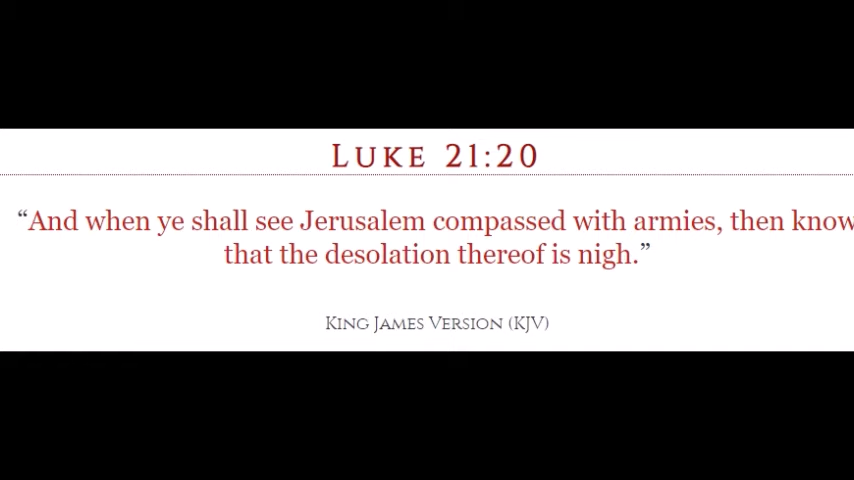 Luke 21:20
“And when ye shall see Jerusalem compassed with armies, then know
that the desolation thereof is nigh.”
King James Version (KJV)